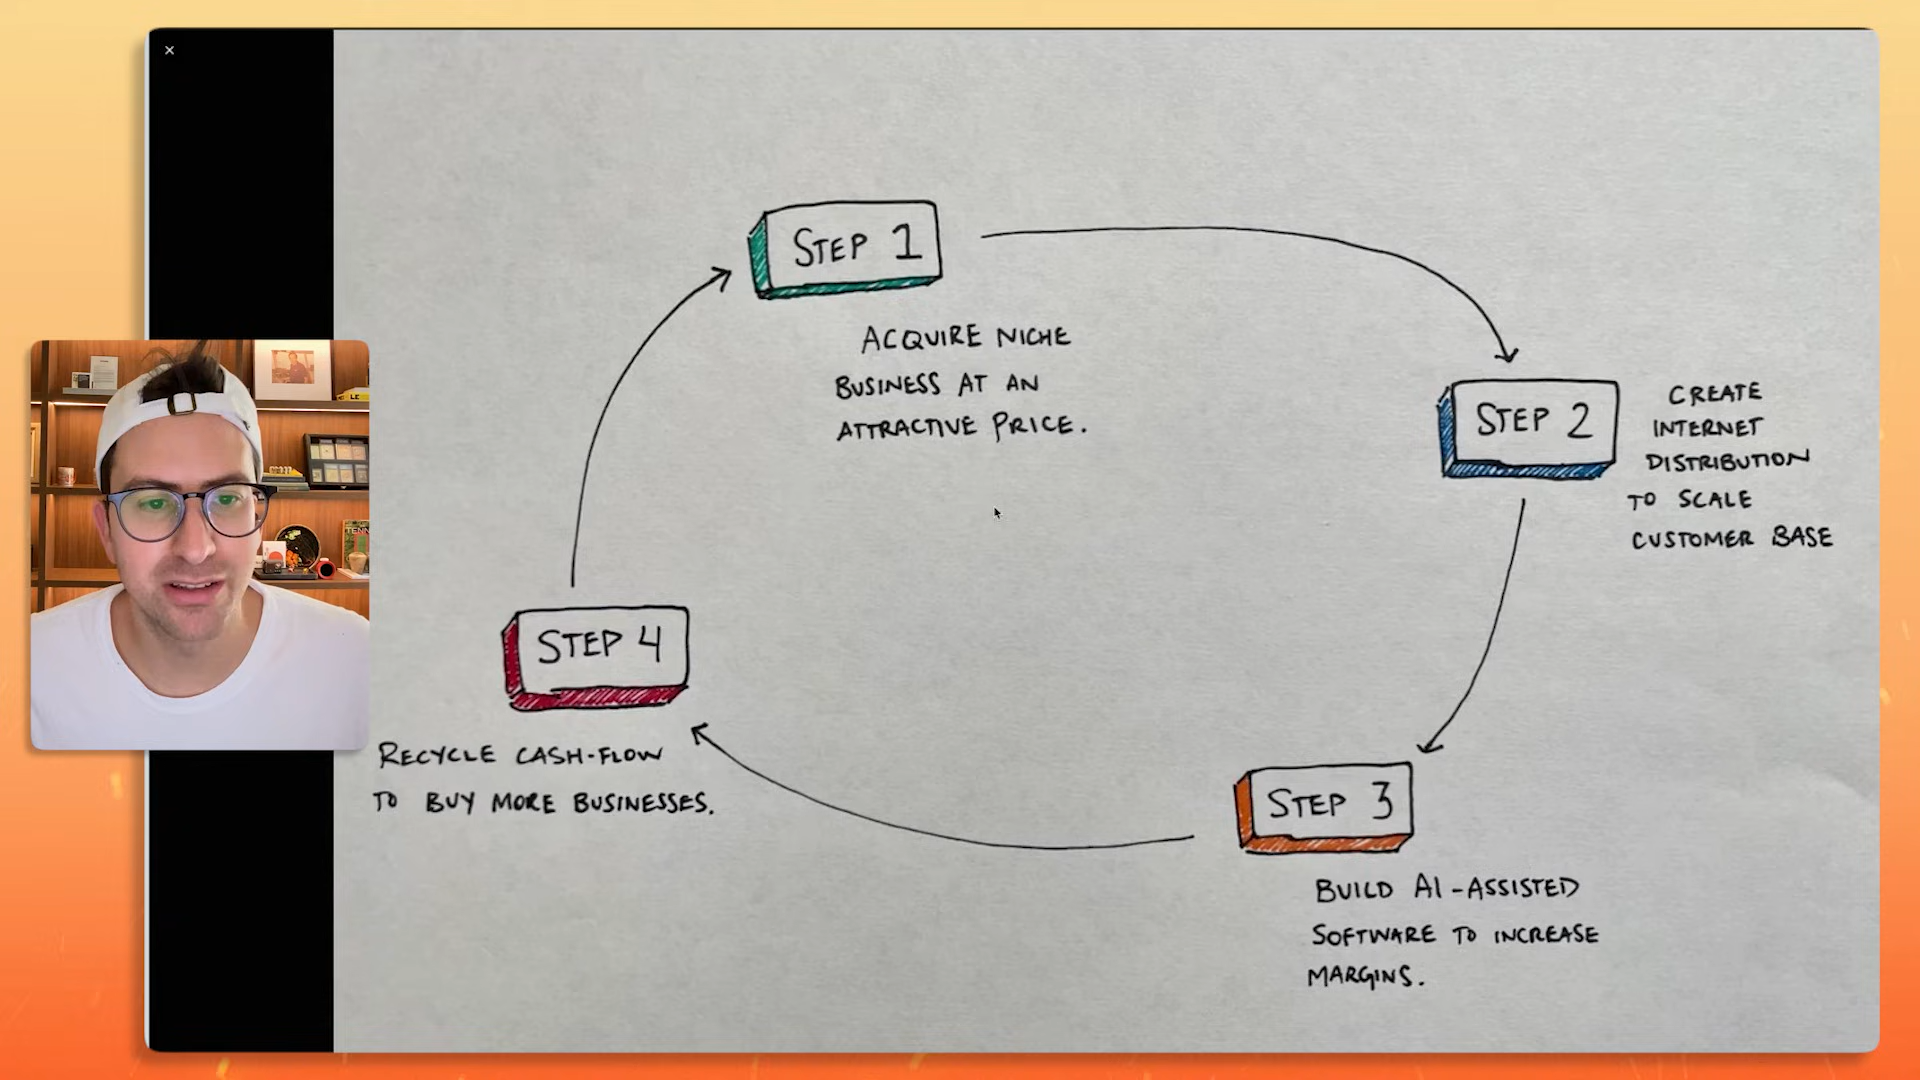 STEP 1
ACQUIRE NICHE
BUSINESS AT AN
ATTRACTIVE PRICE.
STEP 2
CREATE
INTERNET
DISTRIBUTION
TO SCALE
CUSTOMER BASE
STEP 3
BUILD AI-ASSISTED
SOFTWARE TO INCREASE
MARGINS.
STEP 4
RECYCLE CASH-FLOW
TO BUY MORE BUSINESSES.
TENN